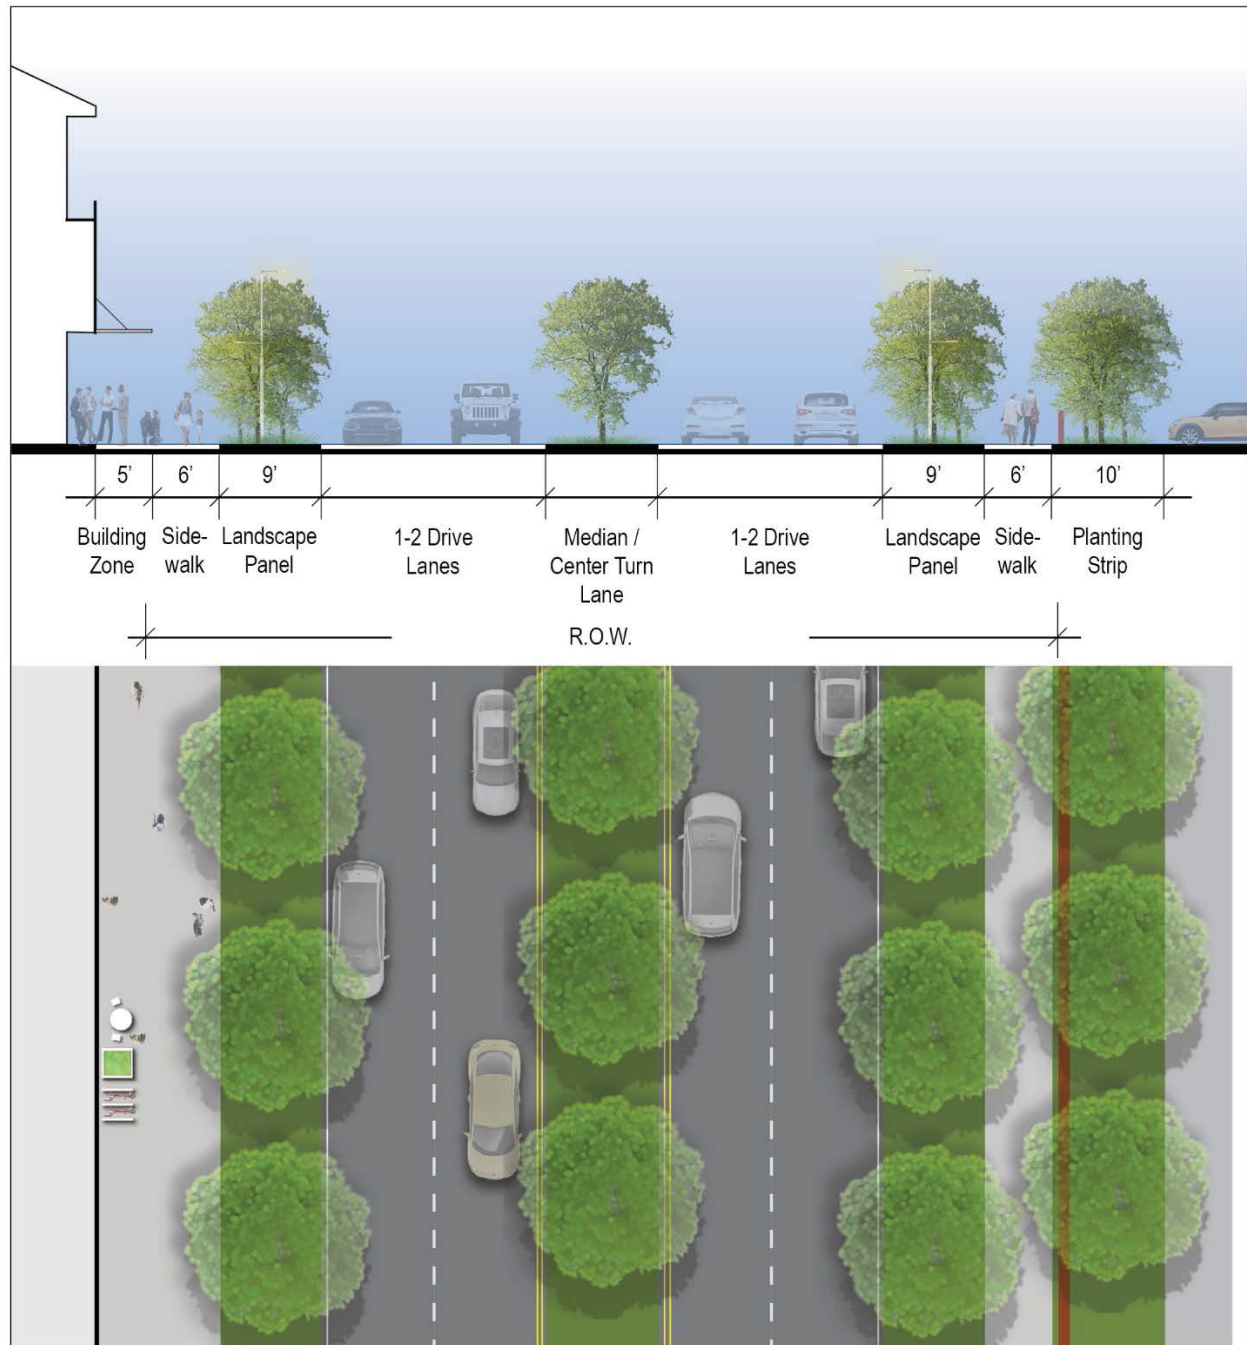 5’ 6’ 9’ 9’ 6’ 10’
Building Zone
Side-walk
Landscape Panel
1-2 Drive Lanes
Median / Center Turn Lane
1-2 Drive Lanes
Landscape Panel
Side-walk
Planting Strip
R.O.W.